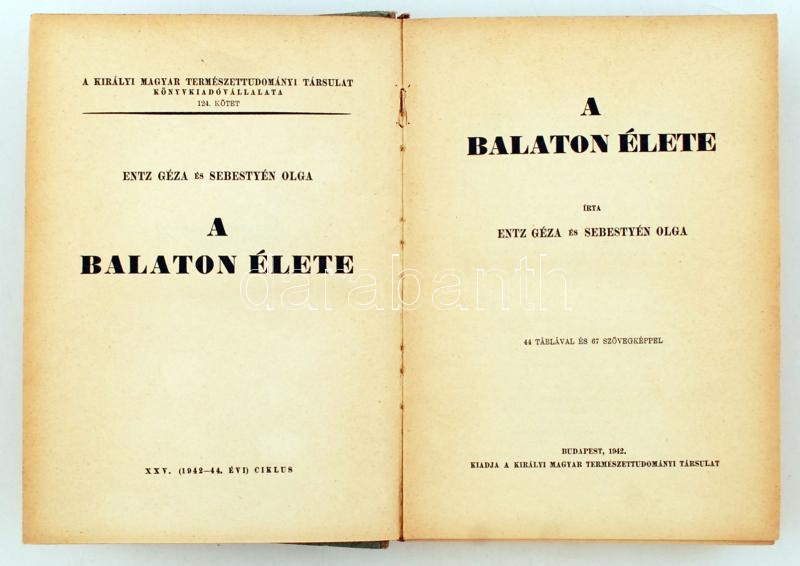 A KIRÁLYI MAGYAR TERMÉSZETTUDOMÁNYI TÁRSULAT
KÖNYVKIADÓVÁLLALATA
124. KÖTET
ENTZ GÉZA ÉS SEBESTYÉN OLGA
A
BALATON ÉLETE
XXV. (1942—44. ÉVI) CIKLUS
A
BALATON ÉLETE
ÍRTA
ENTZ GÉZA ÉS SEBESTYÉN OLGA
44 TÁBLÁVAL ÉS 67 SZÖVEGKÉPPEL
BUDAPEST, 1942.
KIADJA A KIRÁLYI MAGYAR TERMÉSZETTUDOMÁNYI TÁRSULAT
darabanth